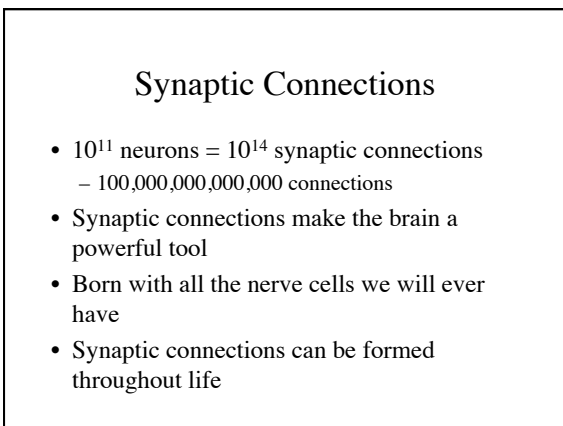 Synaptic Connections
• 10¹¹ neurons = 10¹⁴ synaptic connections
– 100,000,000,000,000 connections
• Synaptic connections make the brain a
powerful tool
• Born with all the nerve cells we will ever
have
• Synaptic connections can be formed
throughout life